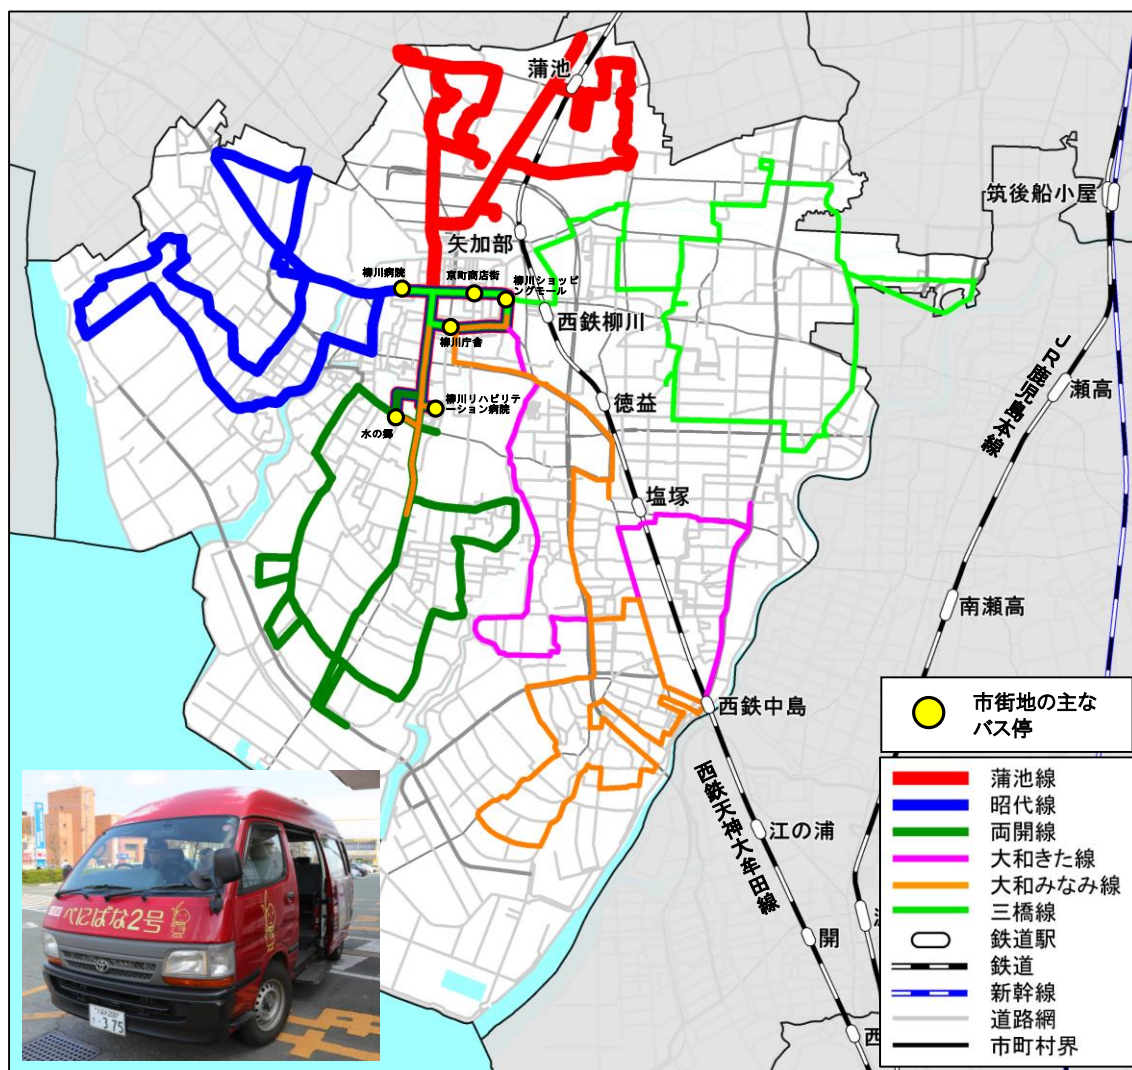 蒲池
筑後船小屋
矢加部
柳川病院
京町商店街
柳川ショッピ
ングモール
西鉄柳川
柳川庁舎
JR鹿児島本線
瀬高
徳益
柳川リハビリテ
ーション病院
水の郷
塩塚
南瀬高
西鉄中島
市街地の主な
バス停
西鉄天神大牟田線
江の浦
開
西
蒲池線
昭代線
両開線
大和きた線
大和みなみ線
三橋線
鉄道駅
鉄道
新幹線
道路網
市町村界
べにばな2号
・375